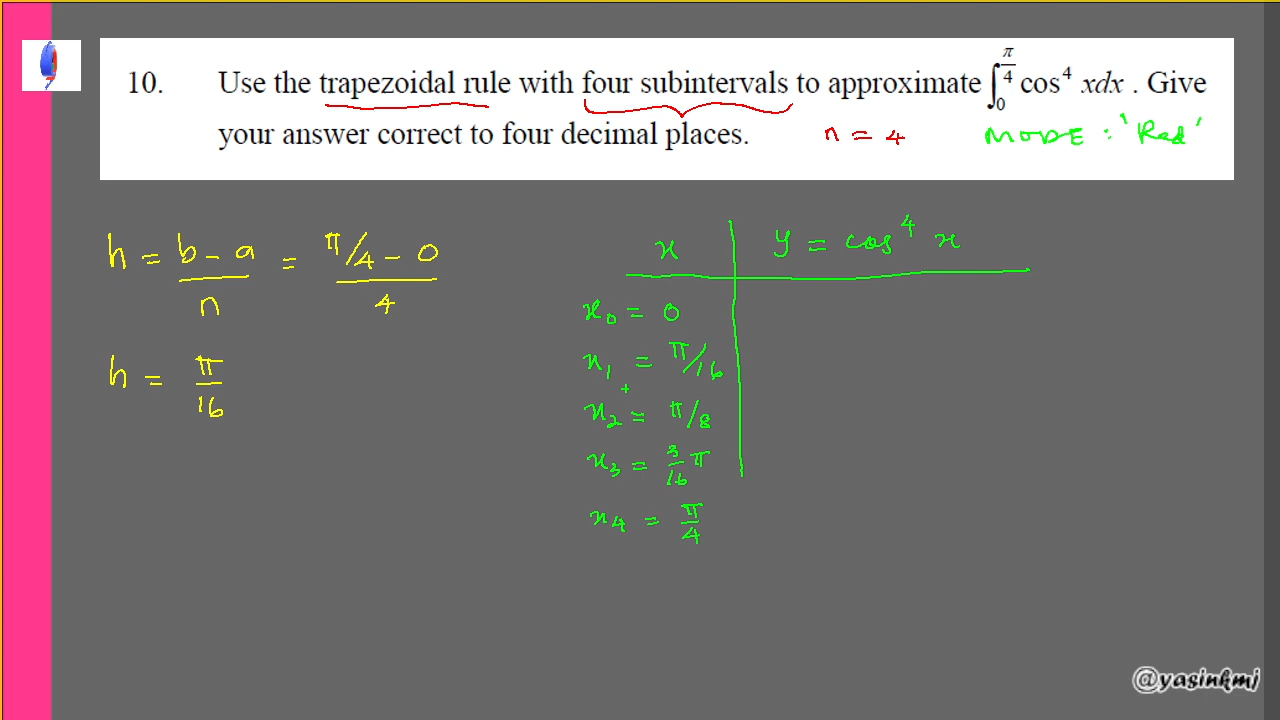 10. Use the trapezoidal rule with four subintervals to approximate ∫₀^(π/4) cos⁴ xdx . Give
your answer correct to four decimal places.
n = 4
MODE : 'Rad'
h = (b - a)/n = (π/4 - 0)/4
h = π/16
x | y = cos⁴ x
x₀ = 0
x₁ = π/16
x₂ = π/8
x₃ = 3/16 π
x₄ = π/4
@yasinkmj